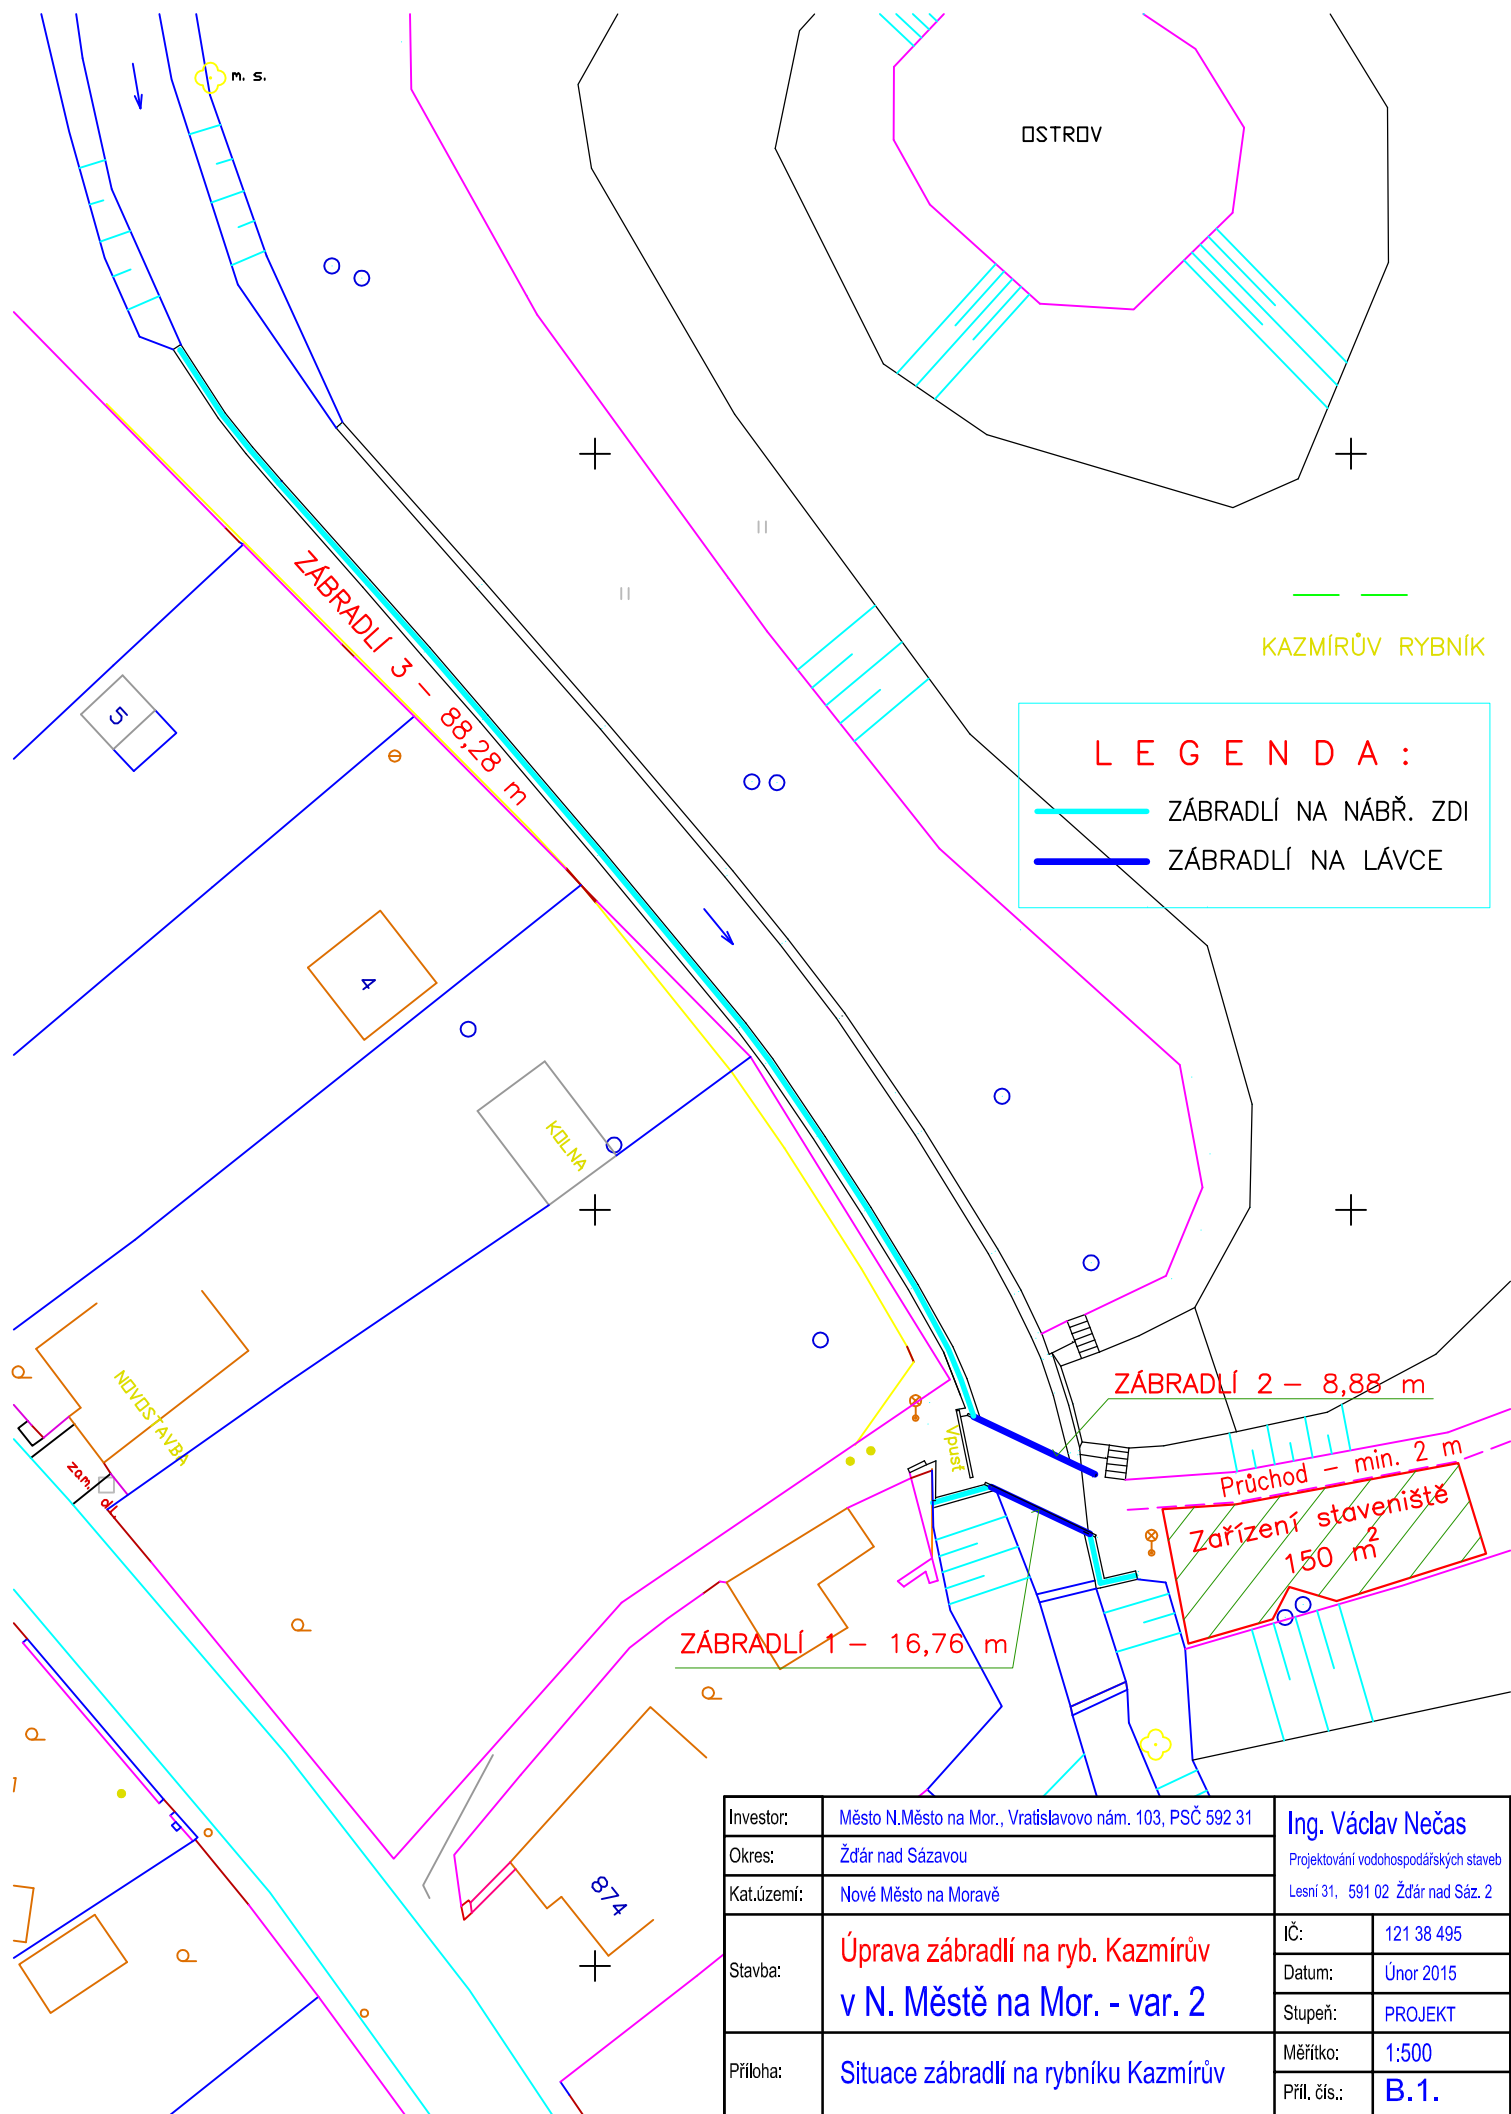 m. s.
OSTROV
ZÁBRADLÍ 3 – 88,28 m
KAZMÍRŮV RYBNÍK
L E G E N D A :
ZÁBRADLÍ NA NÁBŘ. ZDI
ZÁBRADLÍ NA LÁVCE
5
4
KOLNA
NOVOSTAVBA
zam. dl.
Vpusť
ZÁBRADLÍ 2 – 8,88 m
Průchod – min. 2 m
Zařízení staveniště
150 m²
ZÁBRADLÍ 1 – 16,76 m
874
Investor: Město N.Město na Mor., Vratislavovo nám. 103, PSČ 592 31
Okres: Žďár nad Sázavou
Kat.území: Nové Město na Moravě
Stavba: Úprava zábradlí na ryb. Kazmírův
v N. Městě na Mor. - var. 2
Příloha: Situace zábradlí na rybníku Kazmírův
Ing. Václav Nečas
Projektování vodohospodářských staveb
Lesní 31, 591 02 Žďár nad Sáz. 2
IČ: 121 38 495
Datum: Únor 2015
Stupeň: PROJEKT
Měřítko: 1:500
Příl. čís.: B.1.